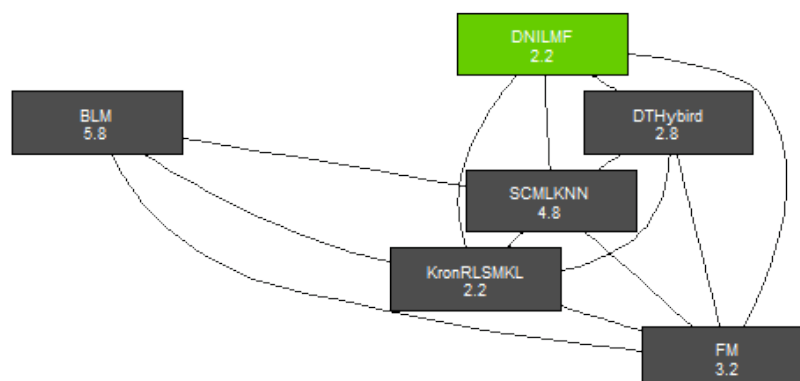 DNILMF
2.2
BLM
5.8
DTHybird
2.8
SCMLKNN
4.8
KronRLSMKL
2.2
FM
3.2